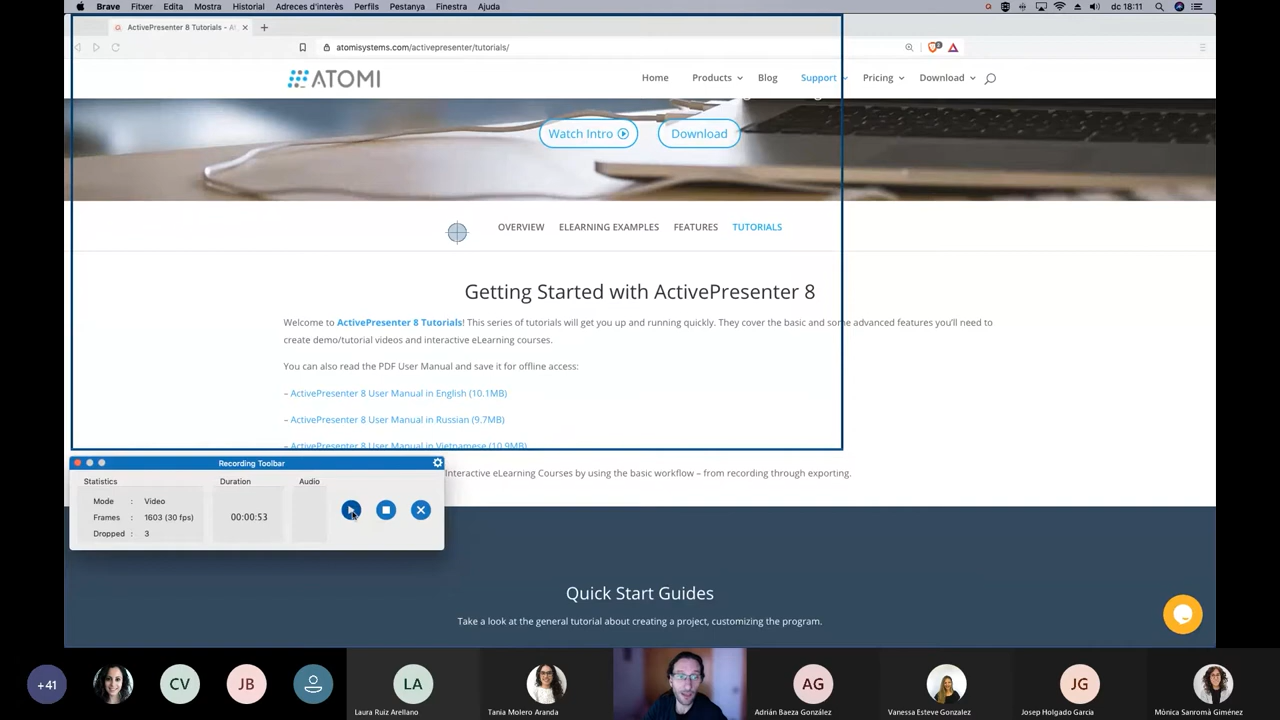 Brave Fitxer Edita Mostra Historial Adreces d'interès Perfils Pestanya Finestra Ajuda dc 18:11
ActivePresenter 8 Tutorials - A
atomisystems.com/activepresenter/tutorials/
ATOMI Home Products Blog Support Pricing Download
Watch Intro Download
OVERVIEW ELEARNING EXAMPLES FEATURES TUTORIALS
Getting Started with ActivePresenter 8
Welcome to ActivePresenter 8 Tutorials! This series of tutorials will get you up and running quickly. They cover the basic and some advanced features you'll need to
create demo/tutorial videos and interactive eLearning courses.
You can also read the PDF User Manual and save it for offline access:
– ActivePresenter 8 User Manual in English (10.1MB)
– ActivePresenter 8 User Manual in Russian (9.7MB)
– ActivePresenter 8 User Manual in Vietnamese (10.9MB)
Interactive eLearning Courses by using the basic workflow – from recording through exporting.
Recording Toolbar
Statistics Duration Audio
Mode : Video
Frames : 1603 (30 fps) 00:00:53
Dropped : 3
Quick Start Guides
Take a look at the general tutorial about creating a project, customizing the program.
+41 CV JB LA AG JG
Laura Ruiz Arellano Tania Molero Aranda Adrián Baeza González Vanessa Esteve Gonzalez Josep Holgado Garcia Mònica Sanromà Giménez